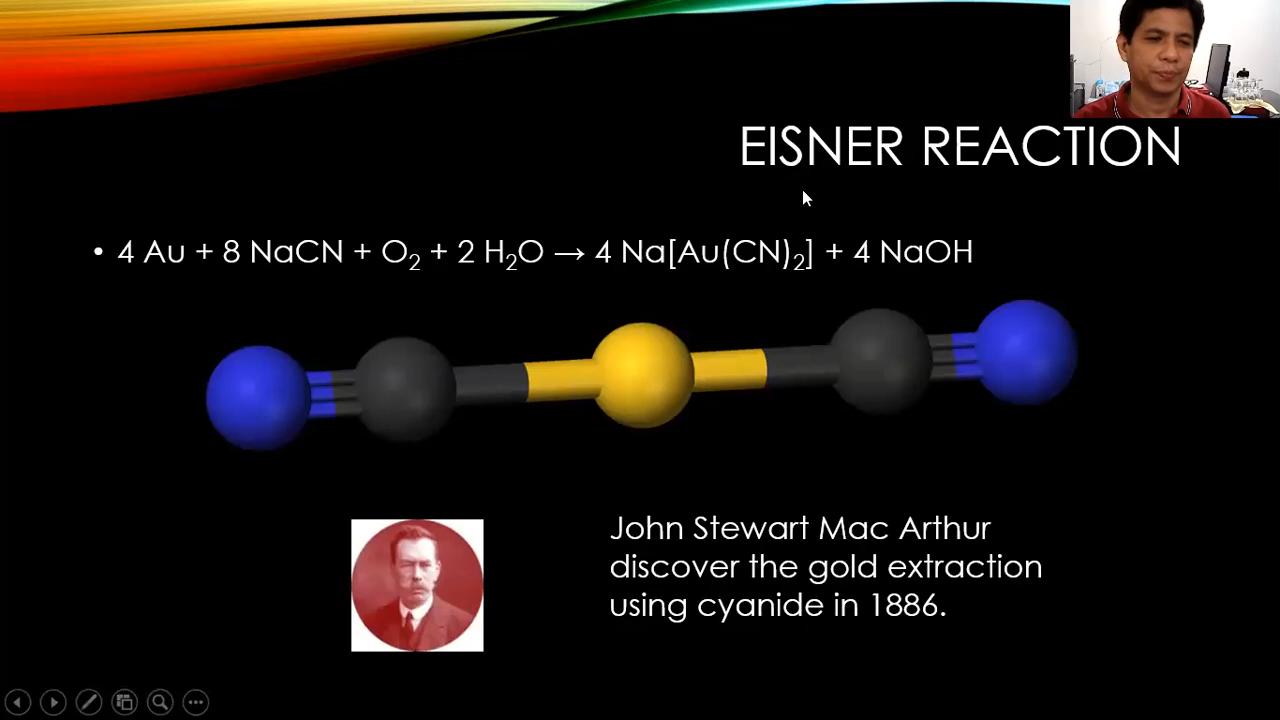 EISNER REACTION
• 4 Au + 8 NaCN + O₂ + 2 H₂O → 4 Na[Au(CN)₂] + 4 NaOH
John Stewart Mac Arthur
discover the gold extraction
using cyanide in 1886.